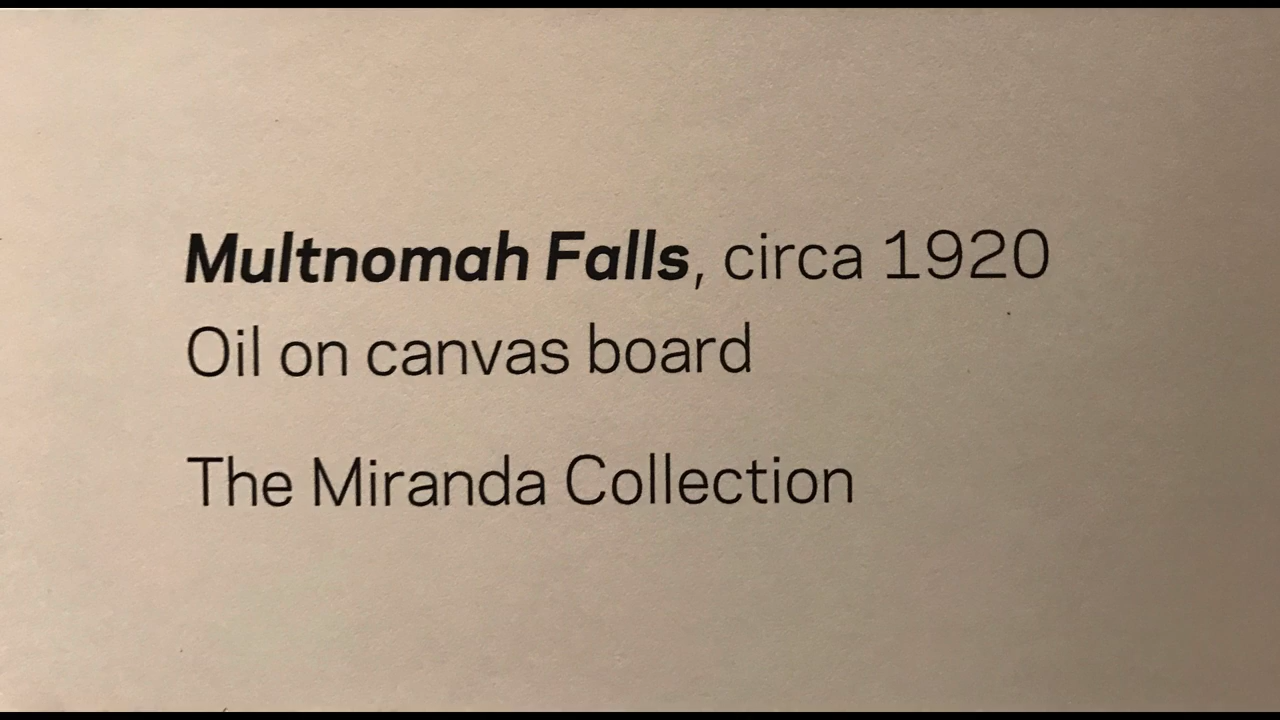 Multnomah Falls, circa 1920
Oil on canvas board
The Miranda Collection